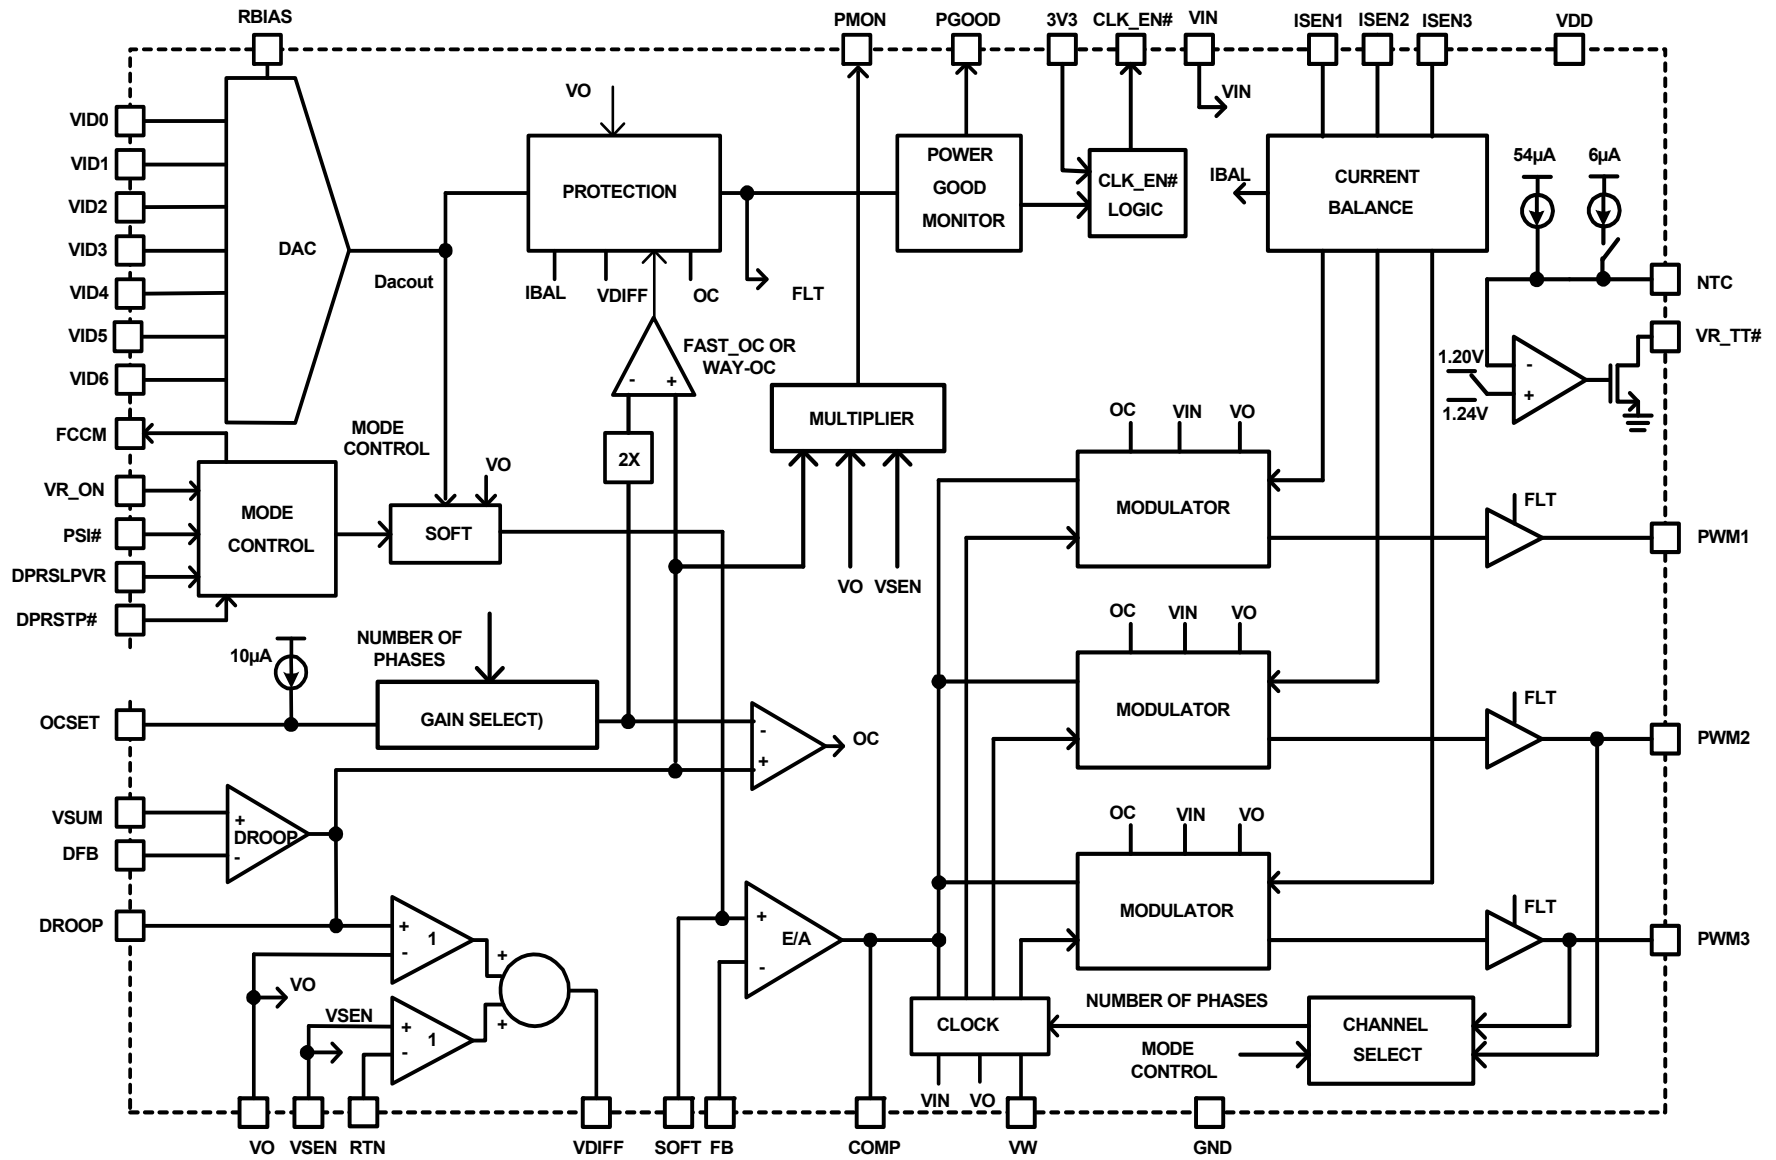 RBIAS
PMON
PGOOD
3V3
CLK_EN#
VIN
ISEN1
ISEN2
ISEN3
VDD
VID0
VID1
VID2
VID3
VID4
VID5
VID6
FCCM
VR_ON
PSI#
DPRSLPVR
DPRSTP#
OCSET
VSUM
DFB
DROOP
DAC
Dacout
VO
PROTECTION
IBAL
VDIFF
OC
FLT
FAST_OC OR
WAY-OC
-
+
2X
POWER
GOOD
MONITOR
CLK_EN#
LOGIC
VIN
IBAL
CURRENT
BALANCE
54µA
6µA
NTC
VR_TT#
1.20V
1.24V
-
+
MULTIPLIER
VO
VSEN
MODE
CONTROL
MODE
CONTROL
VO
SOFT
10µA
NUMBER OF
PHASES
GAIN SELECT)
-
+
OC
+
DROOP
-
+
1
-
VO
VSEN
+
1
-
+
+
+
E/A
-
OC
VIN
VO
MODULATOR
FLT
PWM1
OC
VIN
VO
MODULATOR
FLT
PWM2
OC
VIN
VO
MODULATOR
FLT
PWM3
CLOCK
NUMBER OF PHASES
MODE
CONTROL
CHANNEL
SELECT
VIN
VO
VO
VSEN
RTN
VDIFF
SOFT
FB
COMP
VW
GND